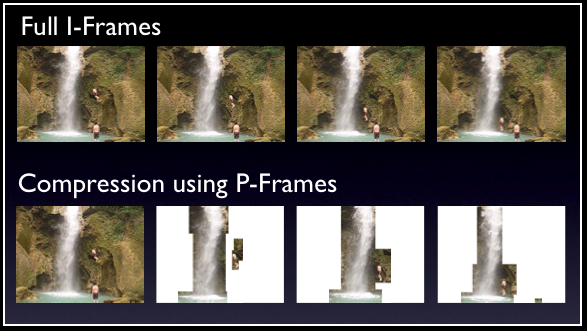 Full I-Frames
Compression using P-Frames